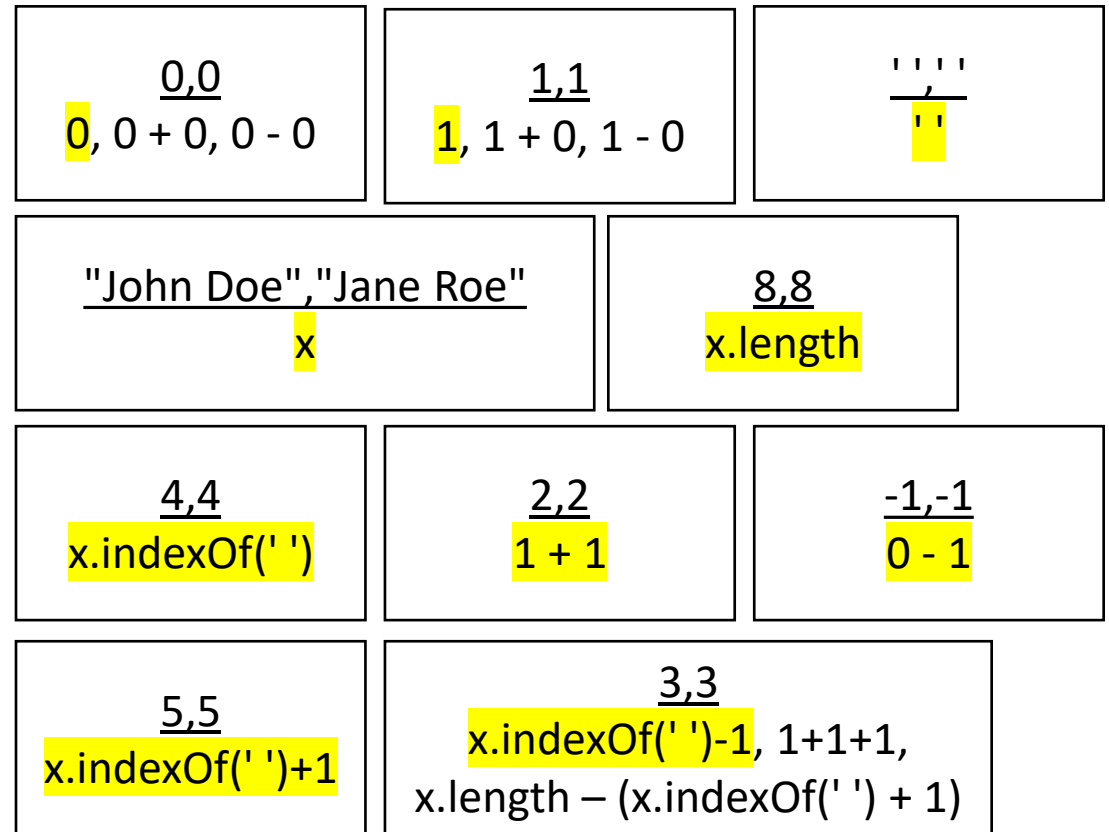 0,0
0, 0 + 0, 0 - 0
1,1
1, 1 + 0, 1 - 0
' ',' '
' '
"John Doe","Jane Roe"
x
8,8
x.length
4,4
x.indexOf(' ')
2,2
1 + 1
-1,-1
0 - 1
5,5
x.indexOf(' ')+1
3,3
x.indexOf(' ')-1, 1+1+1,
x.length – (x.indexOf(' ') + 1)